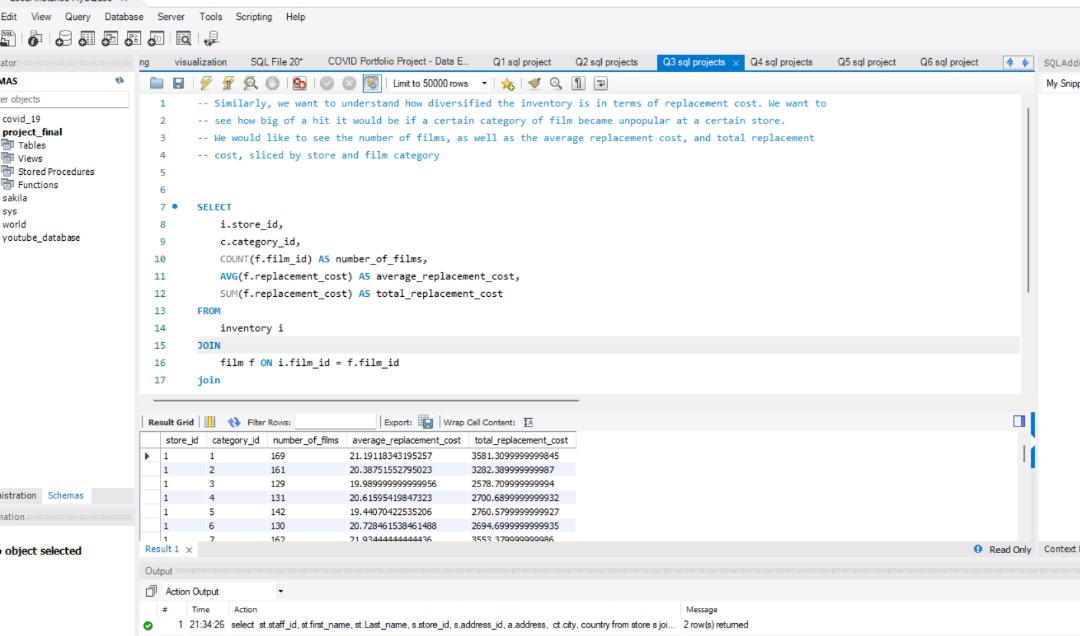 Edit View Query Database Server Tools Scripting Help
ng visualization SQL File 20* COVID Portfolio Project - Data E... Q1 sql project Q2 sql projects Q3 sql projects Q4 sql projects Q5 sql project Q6 sql project
Limit to 50000 rows
My Snipp
MAS
er objects
covid_19
project_final
Tables
Views
Stored Procedures
Functions
sakila
sys
world
youtube_database
1 -- Similarly, we want to understand how diversified the inventory is in terms of replacement cost. We want to
2 -- see how big of a hit it would be if a certain category of film became unpopular at a certain store.
3 -- We would like to see the number of films, as well as the average replacement cost, and total replacement
4 -- cost, sliced by store and film category
5
6
7 SELECT
8 i.store_id,
9 c.category_id,
10 COUNT(f.film_id) AS number_of_films,
11 AVG(f.replacement_cost) AS average_replacement_cost,
12 SUM(f.replacement_cost) AS total_replacement_cost
13 FROM
14 inventory i
15 JOIN
16 film f ON i.film_id = f.film_id
17 join
Result Grid Filter Rows: Export: Wrap Cell Content:
store_id category_id number_of_films average_replacement_cost total_replacement_cost
1 1 169 21.19118343195257 3581.3099999999845
1 2 161 20.38751552795023 3282.389999999987
1 3 129 19.989999999999956 2578.709999999994
1 4 131 20.61595419847323 2700.6899999999932
1 5 142 19.44070422535206 2760.5799999999927
1 6 130 20.728461538461488 2694.6999999999935
1 7 162 21.93444444444436 3553.379999999986
istration Schemas
mation
o object selected
Result 1 Read Only Context
Output
Action Output
# Time Action Message
1 21:34:26 select st.staff_id, st.first_name, st.Last_name, s.store_id, s.address_id, a.address, ct.city, country from store s joi... 2 row(s) returned